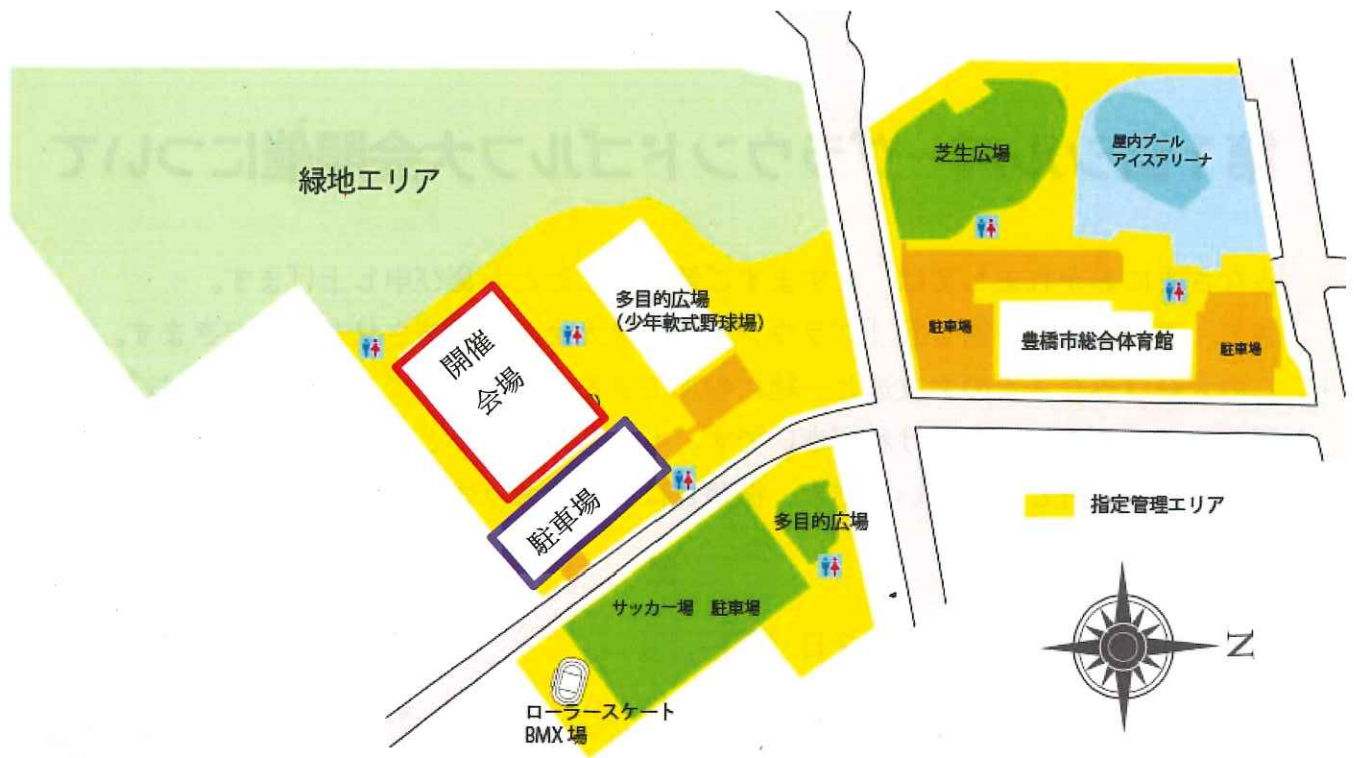 緑地エリア
芝生広場
屋内プール
アイスアリーナ
多目的広場
(少年軟式野球場)
開催
会場
駐車場
豊橋市総合体育館
駐車場
駐車場
指定管理エリア
多目的広場
サッカー場 駐車場
ローラースケート
BMX場
N